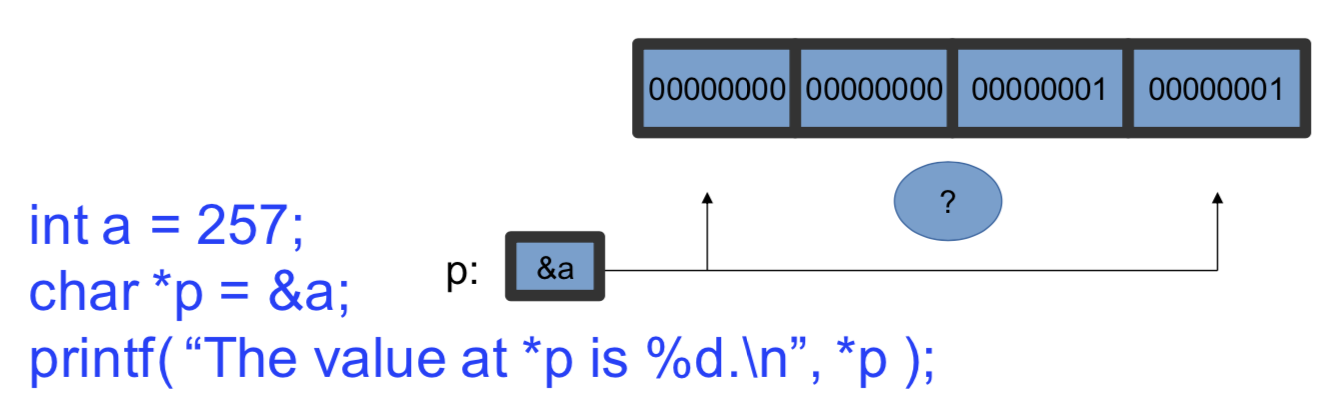 00000000 00000000 00000001 00000001
?
int a = 257;
p: &a
char *p = &a;
printf( “The value at *p is %d.\n”, *p );